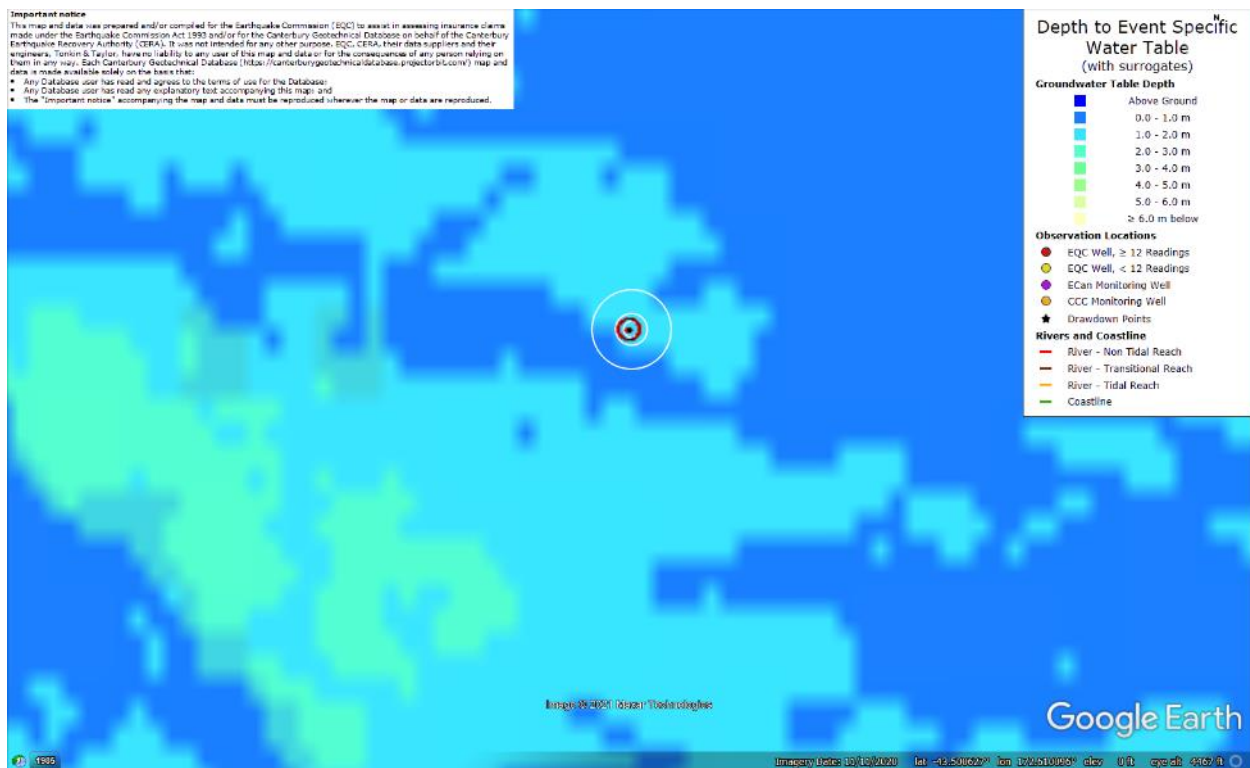 Important notice
This map and data was prepared and/or compiled for the Earthquake Commission (EQC) to assist in assessing insurance claims
made under the Earthquake Commission Act 1993 and/or for the Canterbury Geotechnical Database on behalf of the Canterbury
Earthquake Recovery Authority (CERA). It was not intended for any other purpose. EQC, CERA, their data suppliers and their
engineers, Tonkin & Taylor, have no liability to any user of this map and data or for the consequences of any person relying on
them in any way. Each Canterbury Geotechnical Database (https://canterburygeotechnicaldatabase.projectorbit.com/) map and
data is made available solely on the basis that:
• Any Database user has read and agrees to the terms of use for the Database;
• Any Database user has read any explanatory text accompanying this map; and
• The "Important notice" accompanying the map and data must be reproduced wherever the map or data are reproduced.
N
Depth to Event Specific
Water Table
(with surrogates)
Groundwater Table Depth
Above Ground
0.0 - 1.0 m
1.0 - 2.0 m
2.0 - 3.0 m
3.0 - 4.0 m
4.0 - 5.0 m
5.0 - 6.0 m
≥ 6.0 m below
Observation Locations
EQC Well, ≥ 12 Readings
EQC Well, < 12 Readings
ECan Monitoring Well
CCC Monitoring Well
Drawdown Points
Rivers and Coastline
River - Non Tidal Reach
River - Transitional Reach
River - Tidal Reach
Coastline
Image © 2021 Maxar Technologies
Google Earth
1985
Imagery Date: 11/10/2020 lat -43.500627° lon 172.610096° elev 0 ft eye alt 4467 ft